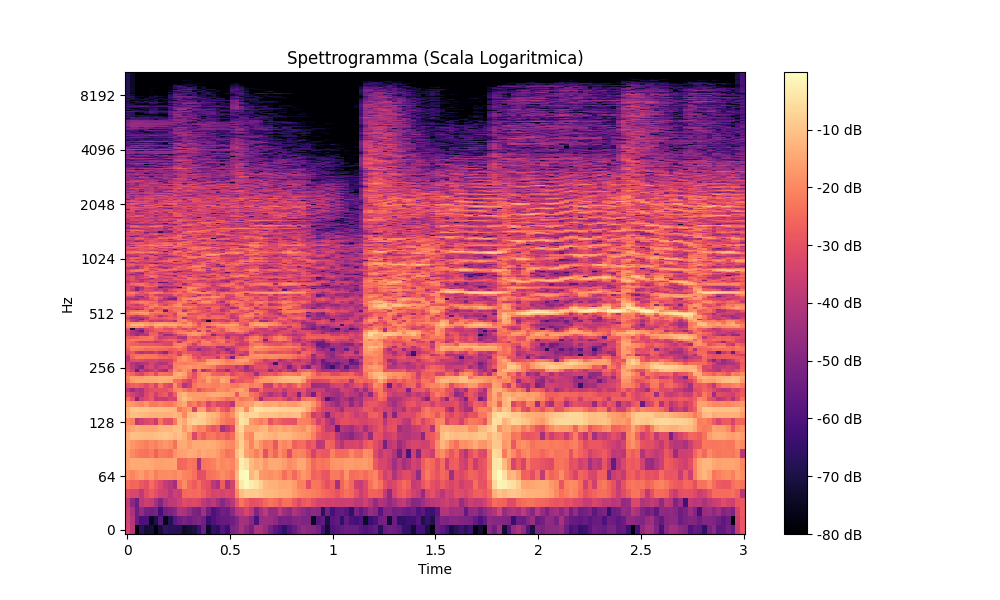 Spettrogramma (Scala Logaritmica)
8192
4096
2048
1024
512
256
128
64
0
Hz
0 0.5 1 1.5 2 2.5 3
Time
-10 dB
-20 dB
-30 dB
-40 dB
-50 dB
-60 dB
-70 dB
-80 dB